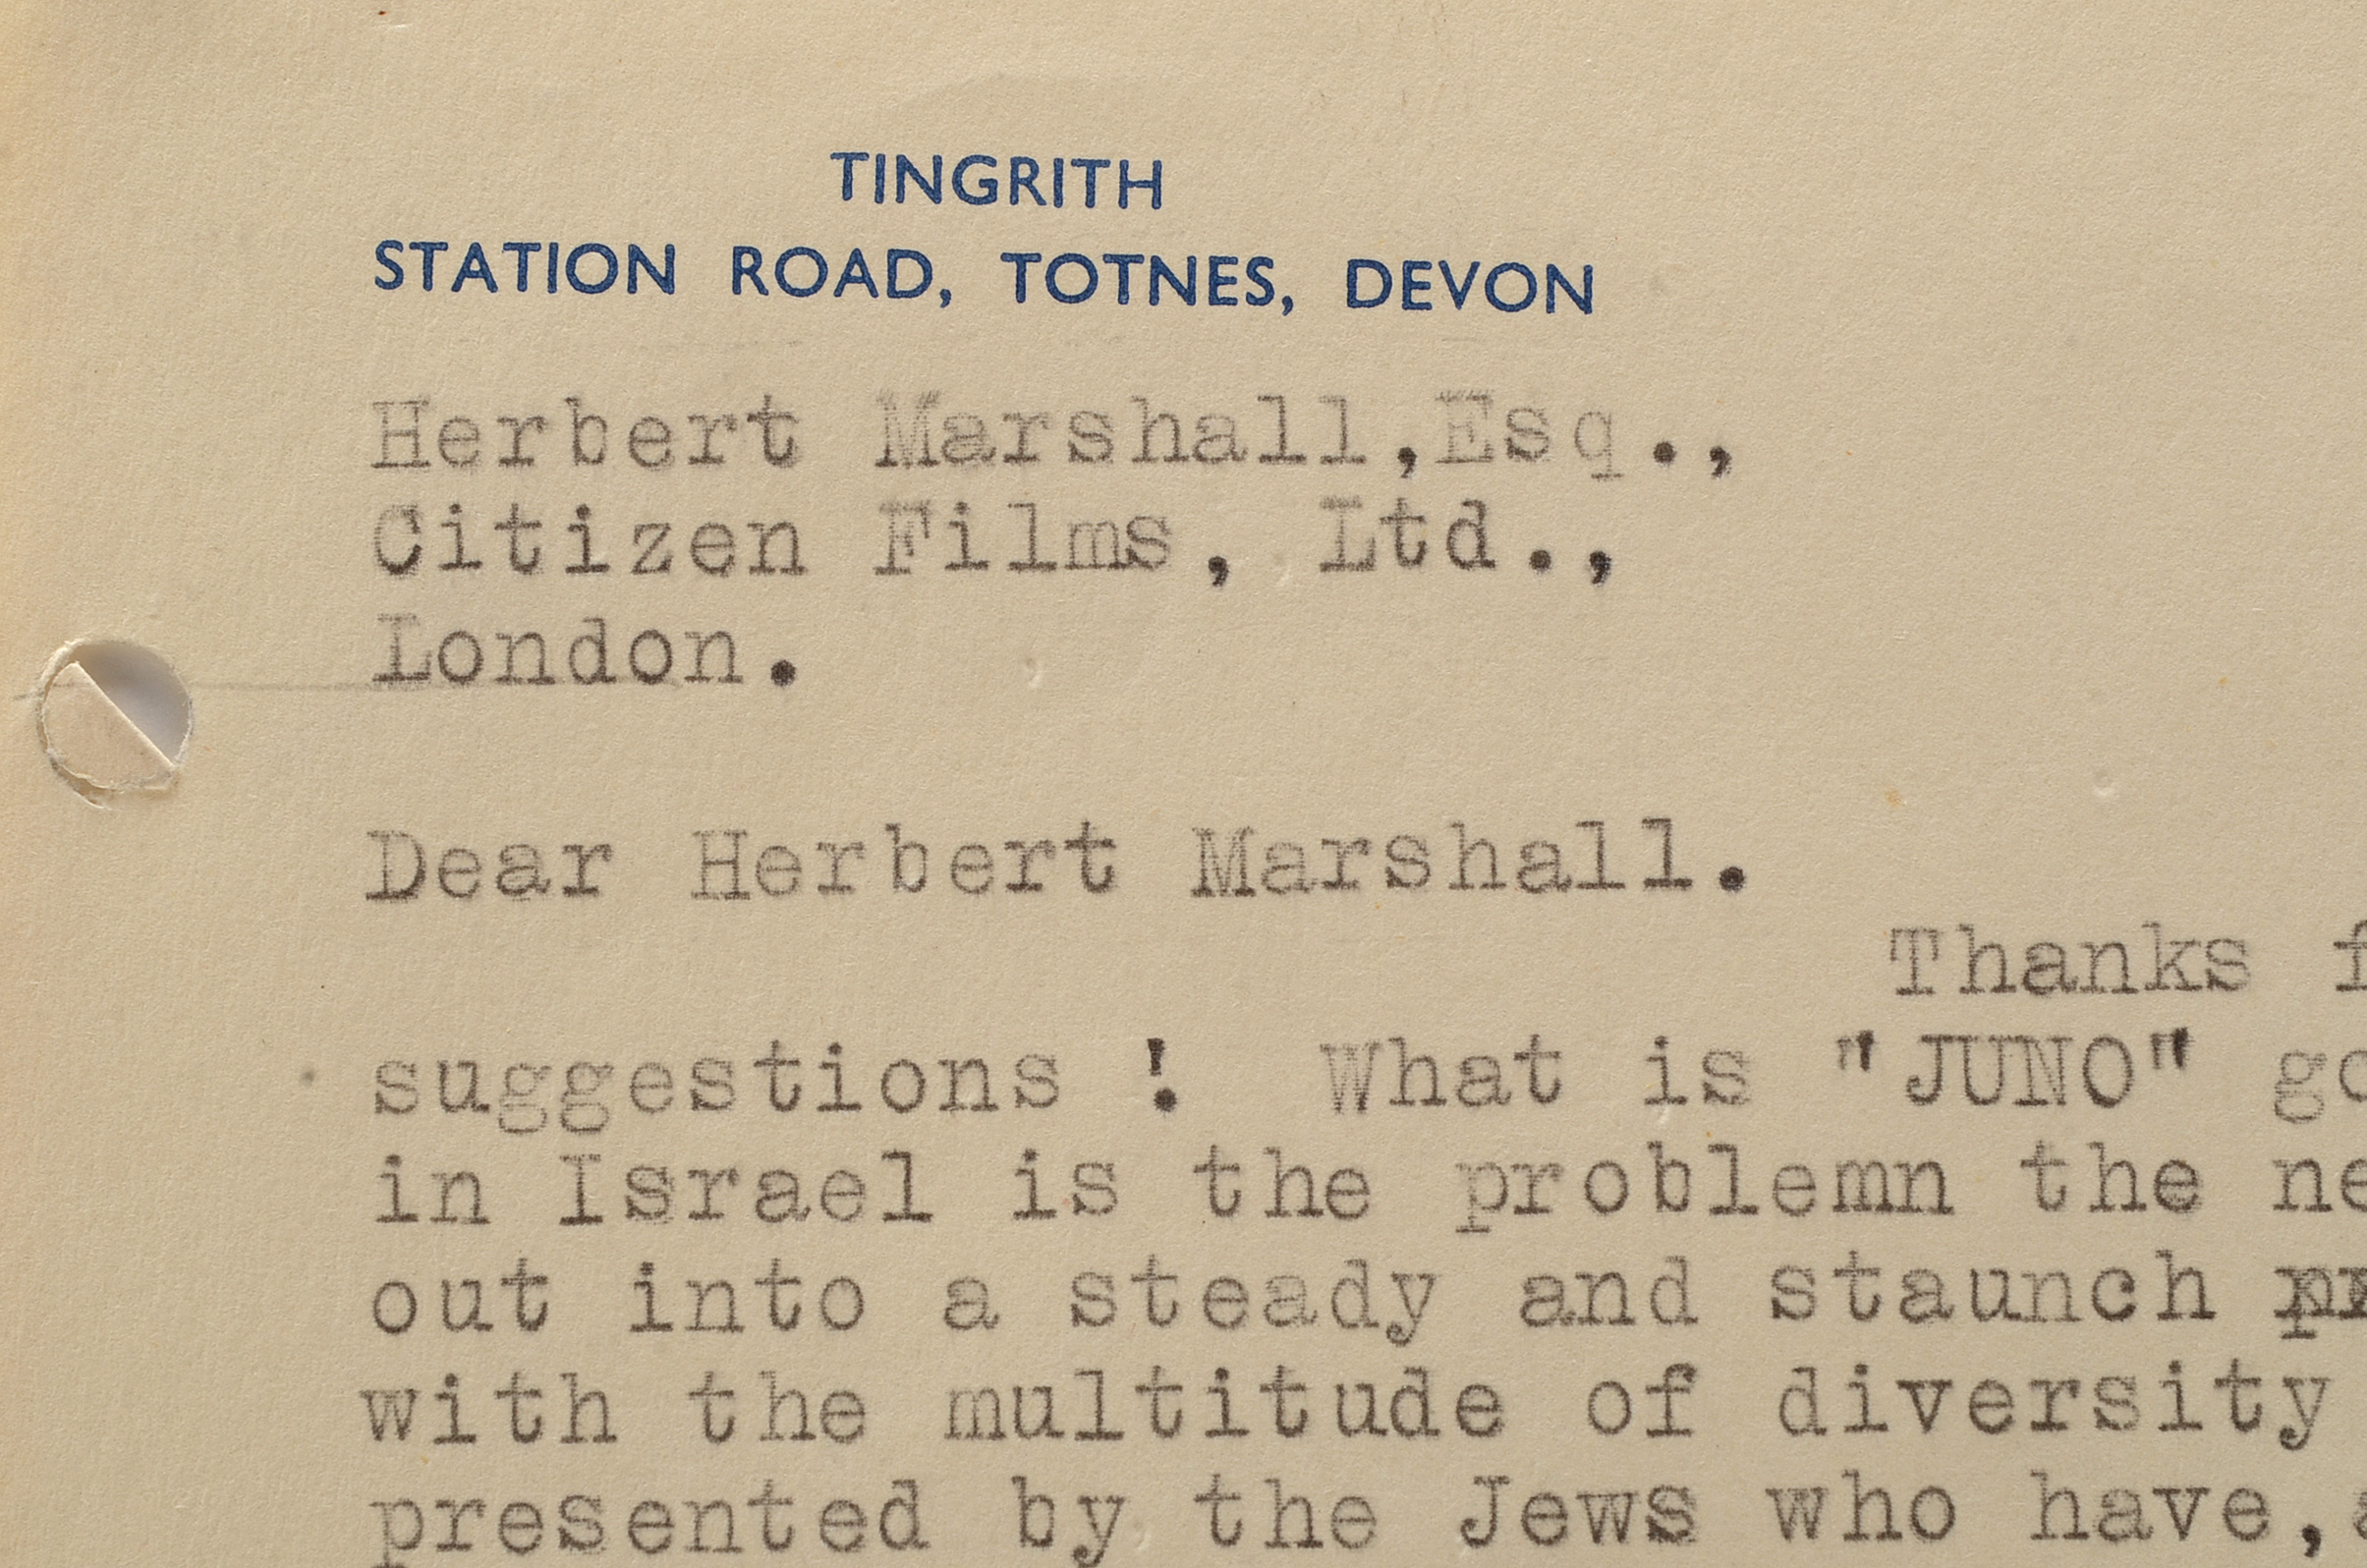 TINGRITH
STATION ROAD, TOTNES, DEVON
Herbert Marshall,Esq.,
Citizen Films, Ltd.,
London.
Dear Herbert Marshall.
Thanks
suggestions ! What is "JUNO"
in Israel is the problemn the
out into a steady and staunch
with the multitude of diversity
presented by the Jews who have,